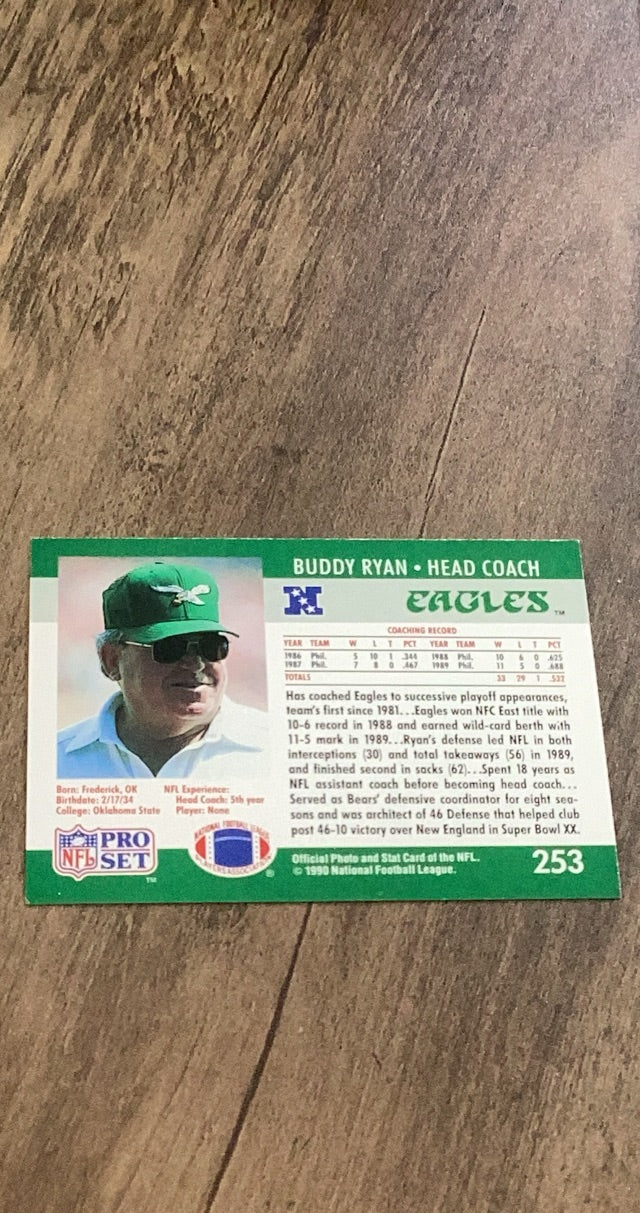 BUDDY RYAN • HEAD COACH
N
EAGLES™
COACHING RECORD
YEAR TEAM W L T PCT YEAR TEAM W L T PCT
1986 Phil. 5 10 1 .344 1988 Phil. 10 6 0 .625
1987 Phil. 7 8 0 .467 1989 Phil. 11 5 0 .688
TOTALS 33 29 1 .532
Has coached Eagles to successive playoff appearances,
team's first since 1981...Eagles won NFC East title with
10-6 record in 1988 and earned wild-card berth with
11-5 mark in 1989...Ryan's defense led NFL in both
interceptions (30) and total takeaways (56) in 1989,
and finished second in sacks (62)...Spent 18 years as
NFL assistant coach before becoming head coach...
Served as Bears' defensive coordinator for eight sea-
sons and was architect of 46 Defense that helped club
post 46-10 victory over New England in Super Bowl XX.
Born: Frederick, OK
Birthdate: 2/17/34
College: Oklahoma State
NFL Experience:
Head Coach: 5th year
Player: None
NFL PRO
SET™
NATIONAL FOOTBALL LEAGUE
PLAYERS ASSOCIATION ®
Official Photo and Stat Card of the NFL.
© 1990 National Football League.
253